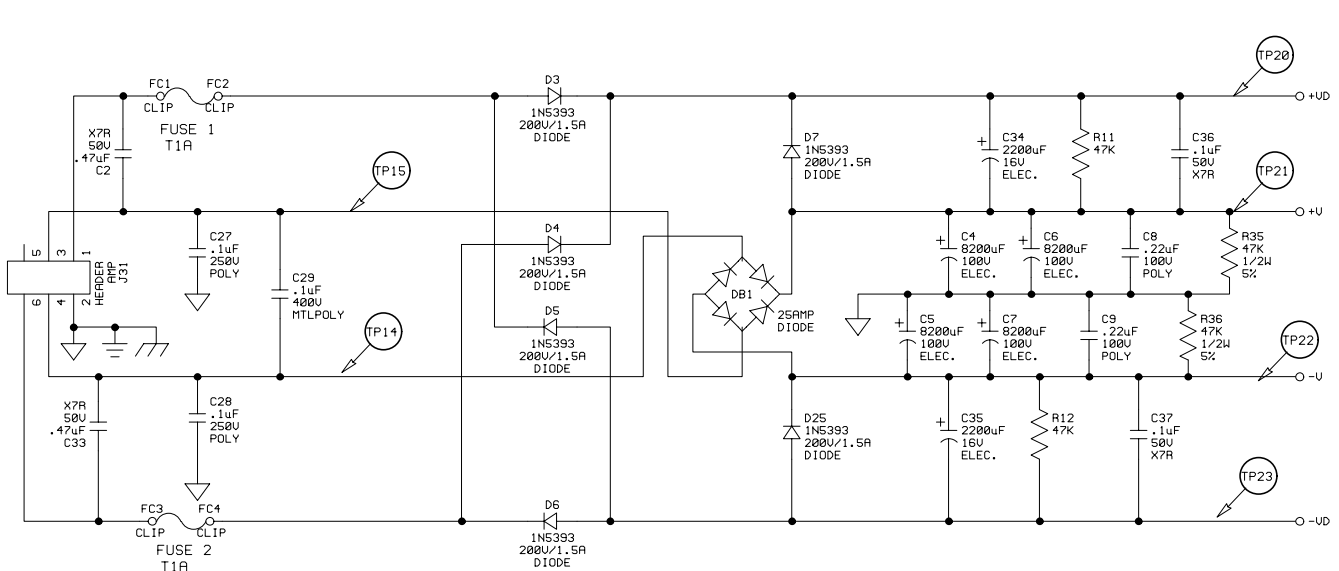 TP20
FC1
FC2
CLIP
CLIP
FUSE 1
T1A
D3
1N5393
200V/1.5A
DIODE
+VD
X7R
50V
.47uF
C2
D7
1N5393
200V/1.5A
DIODE
C34
2200uF
16V
ELEC.
R11
47K
C36
.1uF
50V
X7R
TP15
TP21
+V
C27
.1uF
250V
POLY
C29
.1uF
400V
MTLPOLY
D4
1N5393
200V/1.5A
DIODE
C4
8200uF
100V
ELEC.
C6
8200uF
100V
ELEC.
C8
.22uF
100V
POLY
R35
47K
1/2W
5%
5
3
1
6
4
2
HEADER
AMP
J31
DB1
25AMP
DIODE
D5
1N5393
200V/1.5A
DIODE
C5
8200uF
100V
ELEC.
C7
8200uF
100V
ELEC.
C9
.22uF
100V
POLY
R36
47K
1/2W
5%
TP14
TP22
-V
X7R
50V
.47uF
C33
C28
.1uF
250V
POLY
D25
1N5393
200V/1.5A
DIODE
C35
2200uF
16V
ELEC.
R12
47K
C37
.1uF
50V
X7R
TP23
FC3
FC4
CLIP
CLIP
FUSE 2
T1A
D6
1N5393
200V/1.5A
DIODE
-VD